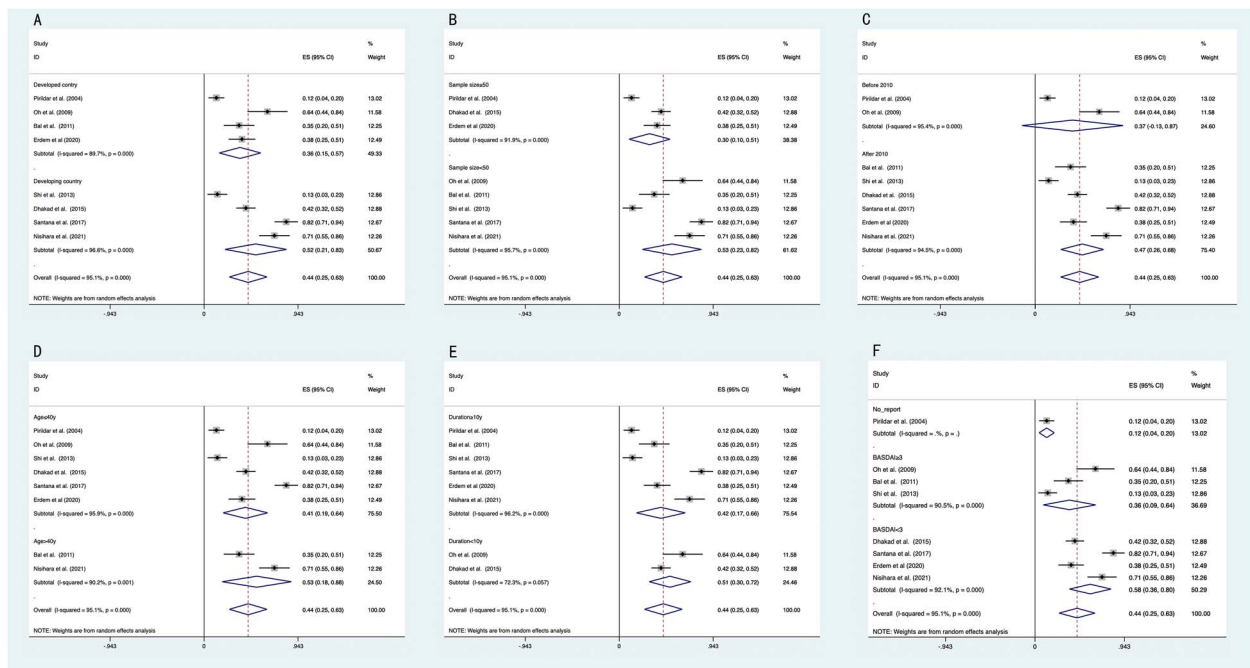 A
Study %
ID ES (95% CI) Weight
Developed contry
Pirildar et al. (2004) 0.12 (0.04, 0.20) 13.02
Oh et al. (2009) 0.64 (0.44, 0.84) 11.58
Bal et al. (2011) 0.35 (0.20, 0.51) 12.25
Erdem et al (2020) 0.38 (0.25, 0.51) 12.49
Subtotal (I-squared = 89.7%, p = 0.000) 0.36 (0.15, 0.57) 49.33
.
Developing country
Shi et al. (2013) 0.13 (0.03, 0.23) 12.86
Dhakad et al. (2015) 0.42 (0.32, 0.52) 12.88
Santana et al. (2017) 0.82 (0.71, 0.94) 12.67
Nisihara et al. (2021) 0.71 (0.55, 0.86) 12.26
Subtotal (I-squared = 96.6%, p = 0.000) 0.52 (0.21, 0.83) 50.67
.
Overall (I-squared = 95.1%, p = 0.000) 0.44 (0.25, 0.63) 100.00
NOTE: Weights are from random effects analysis
-.943 0 .943
B
Study %
ID ES (95% CI) Weight
Sample size≥50
Pirildar et al. (2004) 0.12 (0.04, 0.20) 13.02
Dhakad et al. (2015) 0.42 (0.32, 0.52) 12.88
Erdem et al (2020) 0.38 (0.25, 0.51) 12.49
Subtotal (I-squared = 91.9%, p = 0.000) 0.30 (0.10, 0.51) 38.38
.
Sample size<50
Oh et al. (2009) 0.64 (0.44, 0.84) 11.58
Bal et al. (2011) 0.35 (0.20, 0.51) 12.25
Shi et al. (2013) 0.13 (0.03, 0.23) 12.86
Santana et al. (2017) 0.82 (0.71, 0.94) 12.67
Nisihara et al. (2021) 0.71 (0.55, 0.86) 12.26
Subtotal (I-squared = 95.7%, p = 0.000) 0.53 (0.23, 0.82) 61.62
.
Overall (I-squared = 95.1%, p = 0.000) 0.44 (0.25, 0.63) 100.00
NOTE: Weights are from random effects analysis
-.943 0 .943
C
Study %
ID ES (95% CI) Weight
Before 2010
Pirildar et al. (2004) 0.12 (0.04, 0.20) 13.02
Oh et al. (2009) 0.64 (0.44, 0.84) 11.58
Subtotal (I-squared = 95.4%, p = 0.000) 0.37 (-0.13, 0.87) 24.60
.
After 2010
Bal et al. (2011) 0.35 (0.20, 0.51) 12.25
Shi et al. (2013) 0.13 (0.03, 0.23) 12.86
Dhakad et al. (2015) 0.42 (0.32, 0.52) 12.88
Santana et al. (2017) 0.82 (0.71, 0.94) 12.67
Erdem et al (2020) 0.38 (0.25, 0.51) 12.49
Nisihara et al. (2021) 0.71 (0.55, 0.86) 12.26
Subtotal (I-squared = 94.5%, p = 0.000) 0.47 (0.26, 0.68) 75.40
.
Overall (I-squared = 95.1%, p = 0.000) 0.44 (0.25, 0.63) 100.00
NOTE: Weights are from random effects analysis
-.943 0 .943
D
Study %
ID ES (95% CI) Weight
Age≤40y
Pirildar et al. (2004) 0.12 (0.04, 0.20) 13.02
Oh et al. (2009) 0.64 (0.44, 0.84) 11.58
Shi et al. (2013) 0.13 (0.03, 0.23) 12.86
Dhakad et al. (2015) 0.42 (0.32, 0.52) 12.88
Santana et al. (2017) 0.82 (0.71, 0.94) 12.67
Erdem et al (2020) 0.38 (0.25, 0.51) 12.49
Subtotal (I-squared = 95.9%, p = 0.000) 0.41 (0.19, 0.64) 75.50
.
Age>40y
Bal et al. (2011) 0.35 (0.20, 0.51) 12.25
Nisihara et al. (2021) 0.71 (0.55, 0.86) 12.26
Subtotal (I-squared = 90.2%, p = 0.001) 0.53 (0.18, 0.88) 24.50
.
Overall (I-squared = 95.1%, p = 0.000) 0.44 (0.25, 0.63) 100.00
NOTE: Weights are from random effects analysis
-.943 0 .943
E
Study %
ID ES (95% CI) Weight
Duration≥10y
Pirildar et al. (2004) 0.12 (0.04, 0.20) 13.02
Bal et al. (2011) 0.35 (0.20, 0.51) 12.25
Shi et al. (2013) 0.13 (0.03, 0.23) 12.86
Santana et al. (2017) 0.82 (0.71, 0.94) 12.67
Erdem et al (2020) 0.38 (0.25, 0.51) 12.49
Nisihara et al. (2021) 0.71 (0.55, 0.86) 12.26
Subtotal (I-squared = 96.2%, p = 0.000) 0.42 (0.17, 0.66) 75.54
.
Duration<10y
Oh et al. (2009) 0.64 (0.44, 0.84) 11.58
Dhakad et al. (2015) 0.42 (0.32, 0.52) 12.88
Subtotal (I-squared = 72.3%, p = 0.057) 0.51 (0.30, 0.72) 24.46
.
Overall (I-squared = 95.1%, p = 0.000) 0.44 (0.25, 0.63) 100.00
NOTE: Weights are from random effects analysis
-.943 0 .943
F
Study %
ID ES (95% CI) Weight
No_report
Pirildar et al. (2004) 0.12 (0.04, 0.20) 13.02
Subtotal (I-squared = .%, p = .) 0.12 (0.04, 0.20) 13.02
.
BASDAI≥3
Oh et al. (2009) 0.64 (0.44, 0.84) 11.58
Bal et al. (2011) 0.35 (0.20, 0.51) 12.25
Shi et al. (2013) 0.13 (0.03, 0.23) 12.86
Subtotal (I-squared = 90.5%, p = 0.000) 0.36 (0.09, 0.64) 36.69
.
BASDAI<3
Dhakad et al. (2015) 0.42 (0.32, 0.52) 12.88
Santana et al. (2017) 0.82 (0.71, 0.94) 12.67
Erdem et al (2020) 0.38 (0.25, 0.51) 12.49
Nisihara et al. (2021) 0.71 (0.55, 0.86) 12.26
Subtotal (I-squared = 92.1%, p = 0.000) 0.58 (0.36, 0.80) 50.29
.
Overall (I-squared = 95.1%, p = 0.000) 0.44 (0.25, 0.63) 100.00
NOTE: Weights are from random effects analysis
-.943 0 .943